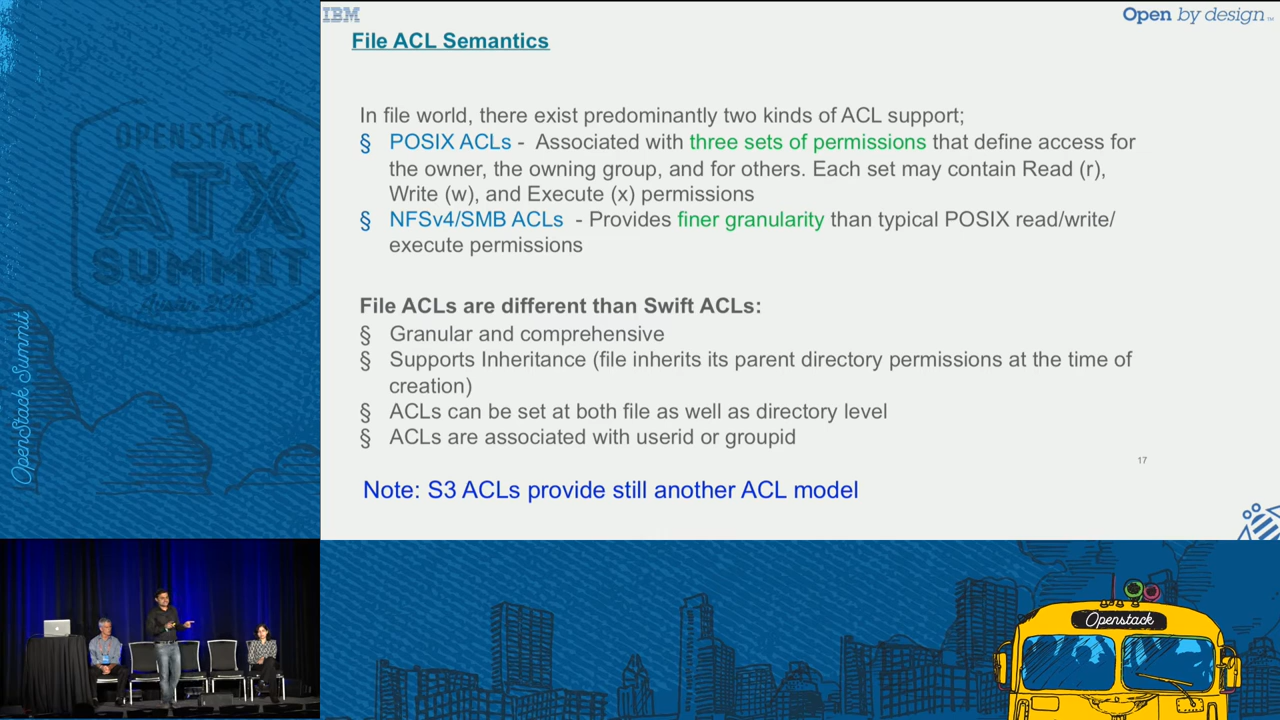 IBM
Open by design™
File ACL Semantics
In file world, there exist predominantly two kinds of ACL support;
§ POSIX ACLs - Associated with three sets of permissions that define access for
the owner, the owning group, and for others. Each set may contain Read (r),
Write (w), and Execute (x) permissions
§ NFSv4/SMB ACLs - Provides finer granularity than typical POSIX read/write/
execute permissions
File ACLs are different than Swift ACLs:
§ Granular and comprehensive
§ Supports Inheritance (file inherits its parent directory permissions at the time of
creation)
§ ACLs can be set at both file as well as directory level
§ ACLs are associated with userid or groupid
17
Note: S3 ACLs provide still another ACL model
OPENSTACK
ATX
SUMMIT
Austin 2016
OpenStack Summit
Openstack